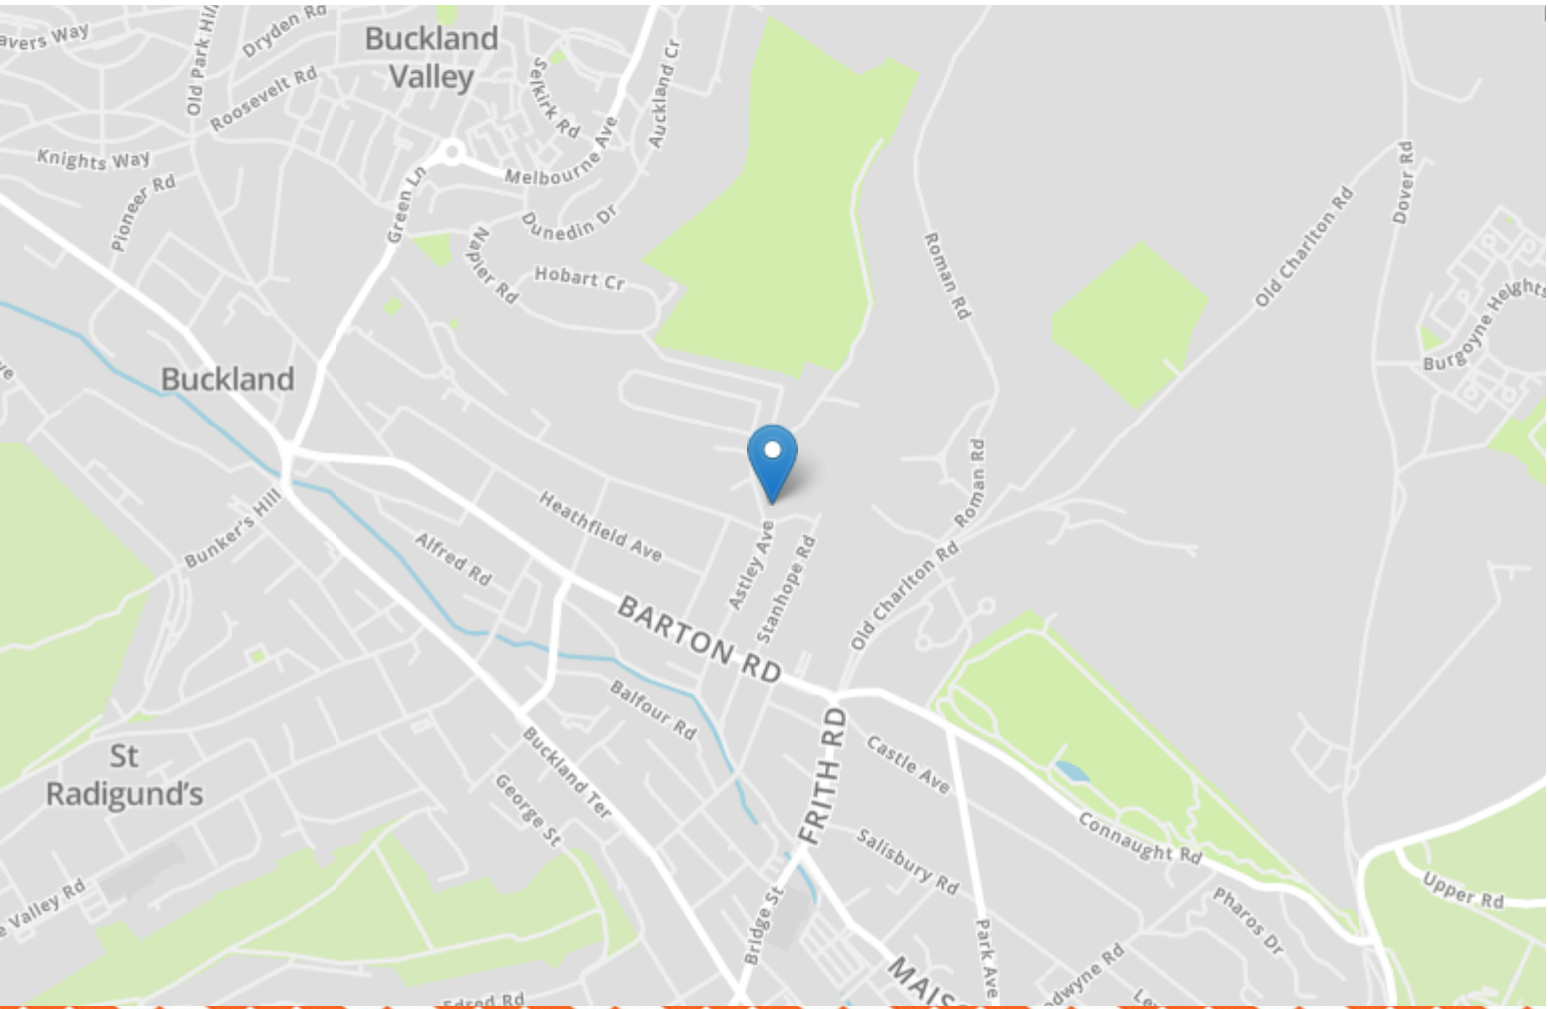 Dryden Rd
Old Park Hill
Buckland
Valley
Roosevelt Rd
Selkirk Rd
Auckland Cr
Knights Way
Melbourne Ave
Pioneer Rd
Green Ln
Dunedin Dr
Napier Rd
Hobart Cr
Roman Rd
Old Charlton Rd
Dover Rd
Burgoyne Heights
Buckland
Roman Rd
Bunker's Hill
Heathfield Ave
Alfred Rd
Astley Ave
Stanhope Rd
Old Charlton Rd
BARTON RD
Balfour Rd
St
Radigund's
Buckland Ter
George St
FRITH RD
Castle Ave
Connaught Rd
Salisbury Rd
Upper Rd
e Valley Rd
Bridge St
Park Ave
Pharos Dr
dwyne Rd
Edred Rd